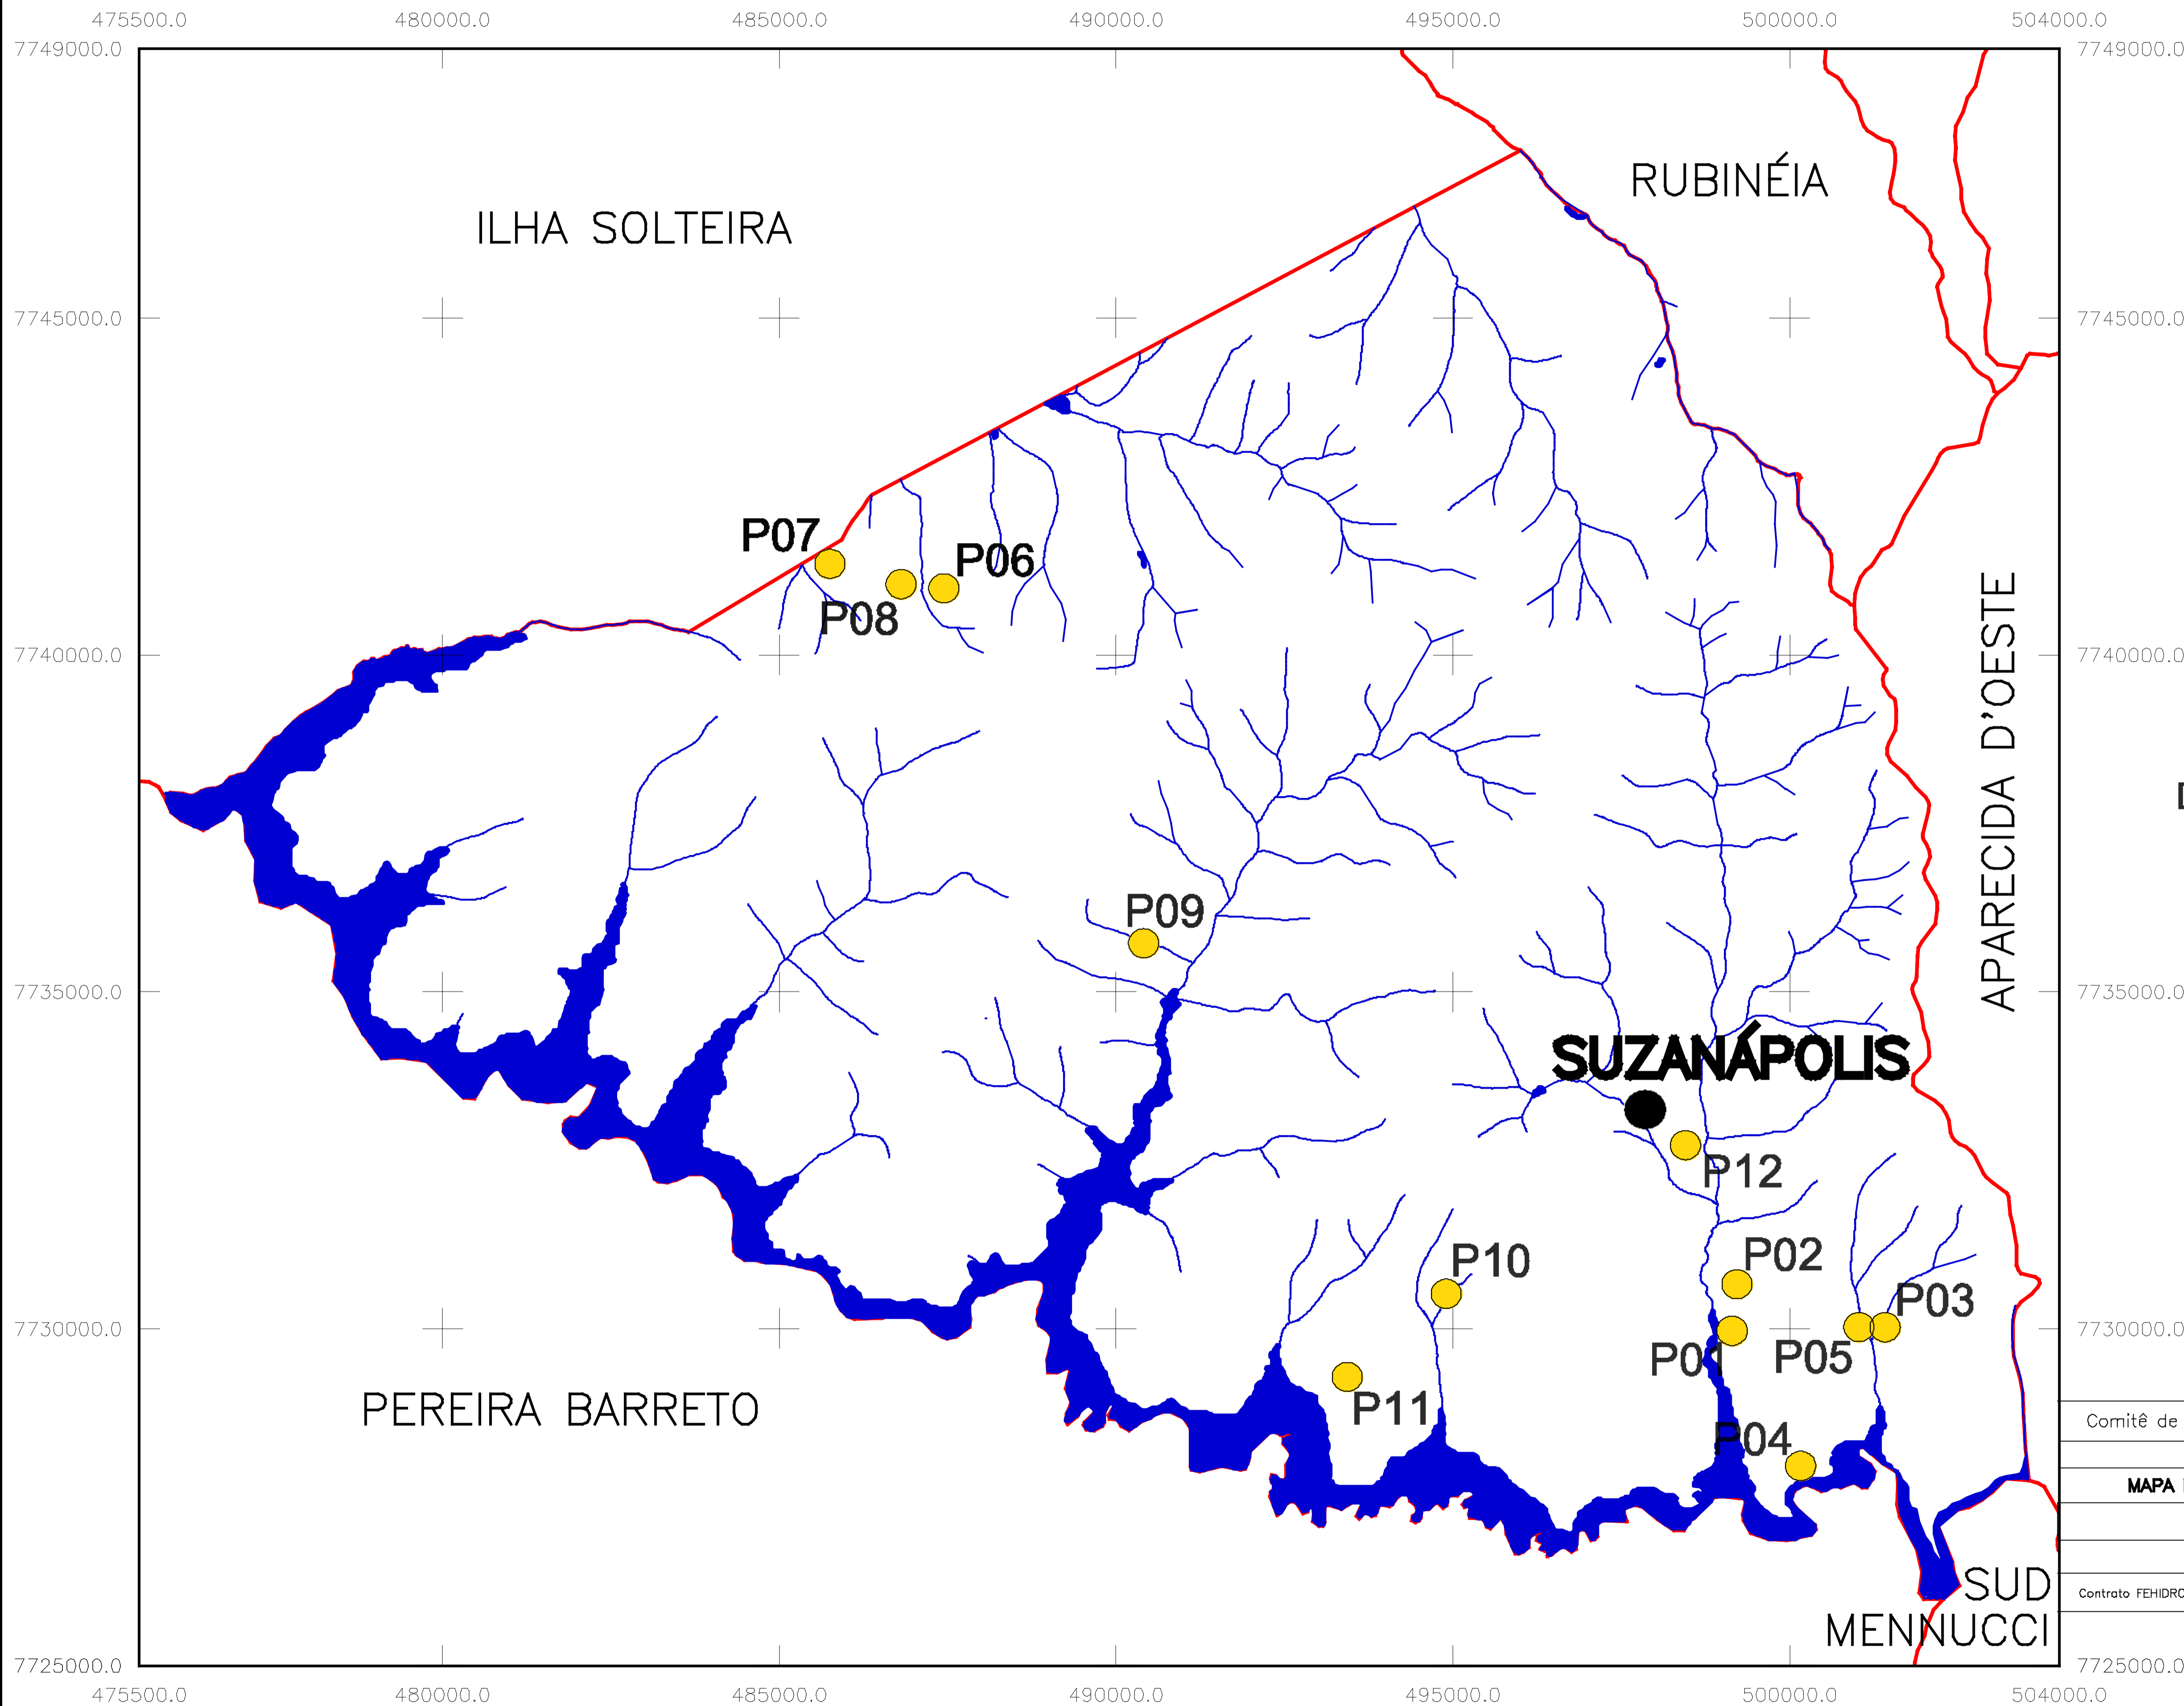 475500.0 480000.0 485000.0 490000.0 495000.0 500000.0 504000.0
7749000.0 7749000.0
RUBINÉIA
ILHA SOLTEIRA
7745000.0 7745000.0
P07
P06
P08
7740000.0 7740000.0
APARECIDA D'OESTE
P09
7735000.0 7735000.0
SUZANÁPOLIS
P12
P02
P10
P03
7730000.0 7730000.0
P01 P05
PEREIRA BARRETO
P11
Comitê de
P04
MAPA
SUD
Contrato FEHIDRO
MENNUCCI
7725000.0 7725000.0
475500.0 480000.0 485000.0 490000.0 495000.0 500000.0 504000.0